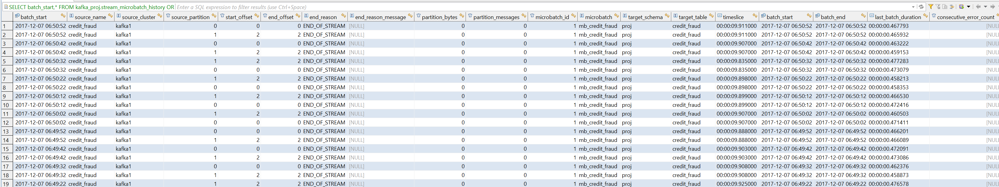 SELECT batch_start,* FROM kafka_proj.stream_microbatch_history OR Enter a SQL expression to filter results (use Ctrl+Space)
batch_start source_name source_cluster source_partition start_offset end_offset end_reason end_reason_message partition_bytes partition_messages microbatch_id microbatch target_schema target_table timeslice batch_start batch_end last_batch_duration consecutive_error_count
1 2017-12-07 06:50:52 credit_fraud kafka1 0 0 0 END_OF_STREAM [NULL] 0 0 1 mb_credit_fraud proj credit_fraud 00:00:09.911000 2017-12-07 06:50:52 2017-12-07 06:50:52 00:00:00.467793 [NULL
2 2017-12-07 06:50:52 credit_fraud kafka1 1 2 2 END_OF_STREAM [NULL] 0 0 1 mb_credit_fraud proj credit_fraud 00:00:09.911000 2017-12-07 06:50:52 2017-12-07 06:50:52 00:00:00.465932 [NULL
3 2017-12-07 06:50:42 credit_fraud kafka1 0 0 0 END_OF_STREAM [NULL] 0 0 1 mb_credit_fraud proj credit_fraud 00:00:09.907000 2017-12-07 06:50:42 2017-12-07 06:50:42 00:00:00.463222 [NULL
4 2017-12-07 06:50:42 credit_fraud kafka1 1 2 2 END_OF_STREAM [NULL] 0 0 1 mb_credit_fraud proj credit_fraud 00:00:09.907000 2017-12-07 06:50:42 2017-12-07 06:50:42 00:00:00.459153 [NULL
5 2017-12-07 06:50:32 credit_fraud kafka1 1 2 2 END_OF_STREAM [NULL] 0 0 1 mb_credit_fraud proj credit_fraud 00:00:09.835000 2017-12-07 06:50:32 2017-12-07 06:50:32 00:00:00.477283 [NULL
6 2017-12-07 06:50:32 credit_fraud kafka1 0 0 0 END_OF_STREAM [NULL] 0 0 1 mb_credit_fraud proj credit_fraud 00:00:09.835000 2017-12-07 06:50:32 2017-12-07 06:50:32 00:00:00.473079 [NULL
7 2017-12-07 06:50:22 credit_fraud kafka1 1 2 2 END_OF_STREAM [NULL] 0 0 1 mb_credit_fraud proj credit_fraud 00:00:09.898000 2017-12-07 06:50:22 2017-12-07 06:50:22 00:00:00.458213 [NULL
8 2017-12-07 06:50:22 credit_fraud kafka1 0 0 0 END_OF_STREAM [NULL] 0 0 1 mb_credit_fraud proj credit_fraud 00:00:09.898000 2017-12-07 06:50:22 2017-12-07 06:50:22 00:00:00.458353 [NULL
9 2017-12-07 06:50:12 credit_fraud kafka1 1 2 2 END_OF_STREAM [NULL] 0 0 1 mb_credit_fraud proj credit_fraud 00:00:09.899000 2017-12-07 06:50:12 2017-12-07 06:50:12 00:00:00.466530 [NULL
10 2017-12-07 06:50:12 credit_fraud kafka1 0 0 0 END_OF_STREAM [NULL] 0 0 1 mb_credit_fraud proj credit_fraud 00:00:09.899000 2017-12-07 06:50:12 2017-12-07 06:50:12 00:00:00.472416 [NULL
11 2017-12-07 06:50:02 credit_fraud kafka1 1 2 2 END_OF_STREAM [NULL] 0 0 1 mb_credit_fraud proj credit_fraud 00:00:09.907000 2017-12-07 06:50:02 2017-12-07 06:50:02 00:00:00.460503 [NULL
12 2017-12-07 06:50:02 credit_fraud kafka1 0 0 0 END_OF_STREAM [NULL] 0 0 1 mb_credit_fraud proj credit_fraud 00:00:09.907000 2017-12-07 06:50:02 2017-12-07 06:50:02 00:00:00.471411 [NULL
13 2017-12-07 06:49:52 credit_fraud kafka1 0 0 0 END_OF_STREAM [NULL] 0 0 1 mb_credit_fraud proj credit_fraud 00:00:09.888000 2017-12-07 06:49:52 2017-12-07 06:49:52 00:00:00.466201 [NULL
14 2017-12-07 06:49:52 credit_fraud kafka1 1 2 2 END_OF_STREAM [NULL] 0 0 1 mb_credit_fraud proj credit_fraud 00:00:09.888000 2017-12-07 06:49:52 2017-12-07 06:49:52 00:00:00.466089 [NULL
15 2017-12-07 06:49:42 credit_fraud kafka1 0 0 0 END_OF_STREAM [NULL] 0 0 1 mb_credit_fraud proj credit_fraud 00:00:09.903000 2017-12-07 06:49:42 2017-12-07 06:49:42 00:00:00.472091 [NULL
16 2017-12-07 06:49:42 credit_fraud kafka1 1 2 2 END_OF_STREAM [NULL] 0 0 1 mb_credit_fraud proj credit_fraud 00:00:09.903000 2017-12-07 06:49:42 2017-12-07 06:49:42 00:00:00.473086 [NULL
17 2017-12-07 06:49:32 credit_fraud kafka1 0 0 0 END_OF_STREAM [NULL] 0 0 1 mb_credit_fraud proj credit_fraud 00:00:09.908000 2017-12-07 06:49:32 2017-12-07 06:49:32 00:00:00.462376 [NULL
18 2017-12-07 06:49:32 credit_fraud kafka1 1 2 2 END_OF_STREAM [NULL] 0 0 1 mb_credit_fraud proj credit_fraud 00:00:09.908000 2017-12-07 06:49:32 2017-12-07 06:49:32 00:00:00.458873 [NULL
19 2017-12-07 06:49:22 credit_fraud kafka1 1 2 2 END_OF_STREAM [NULL] 0 0 1 mb_credit_fraud proj credit_fraud 00:00:09.925000 2017-12-07 06:49:22 2017-12-07 06:49:22 00:00:00.476578 [NULL